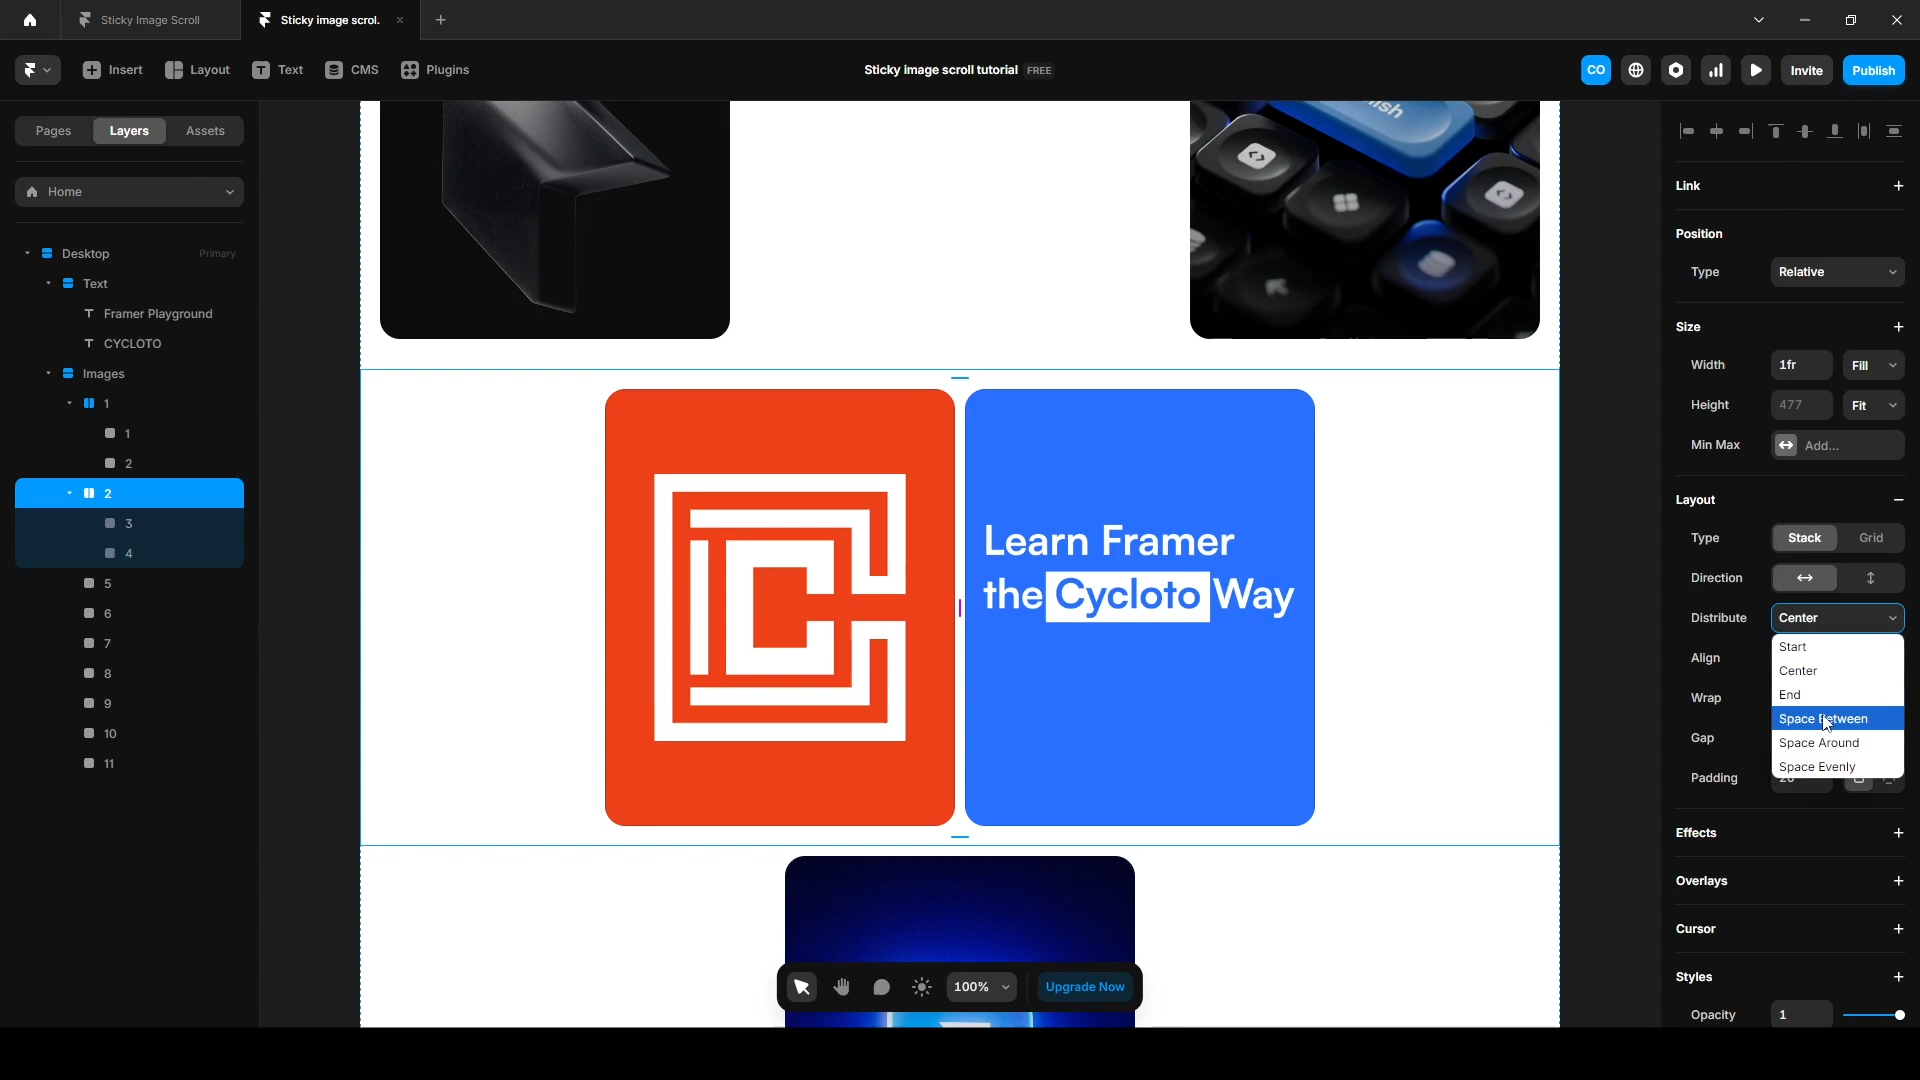 Sticky Image Scroll
Sticky image scrol.
Insert
Layout
Text
CMS
Plugins
Sticky image scroll tutorial FREE
CO
Invite
Publish
Pages
Layers
Assets
Home
Desktop
Primary
Text
Framer Playground
CYCLOTO
Images
1
1
2
2
3
4
5
6
7
8
9
10
11
Learn Framer
the Cycloto Way
100%
Upgrade Now
Link
Position
Type
Relative
Size
Width
1fr
Fill
Height
477
Fit
Min Max
Add...
Layout
Type
Stack
Grid
Direction
Distribute
Center
Start
Align
Center
Wrap
End
Space Between
Gap
Space Around
Space Evenly
Padding
20
Effects
Overlays
Cursor
Styles
Opacity
1